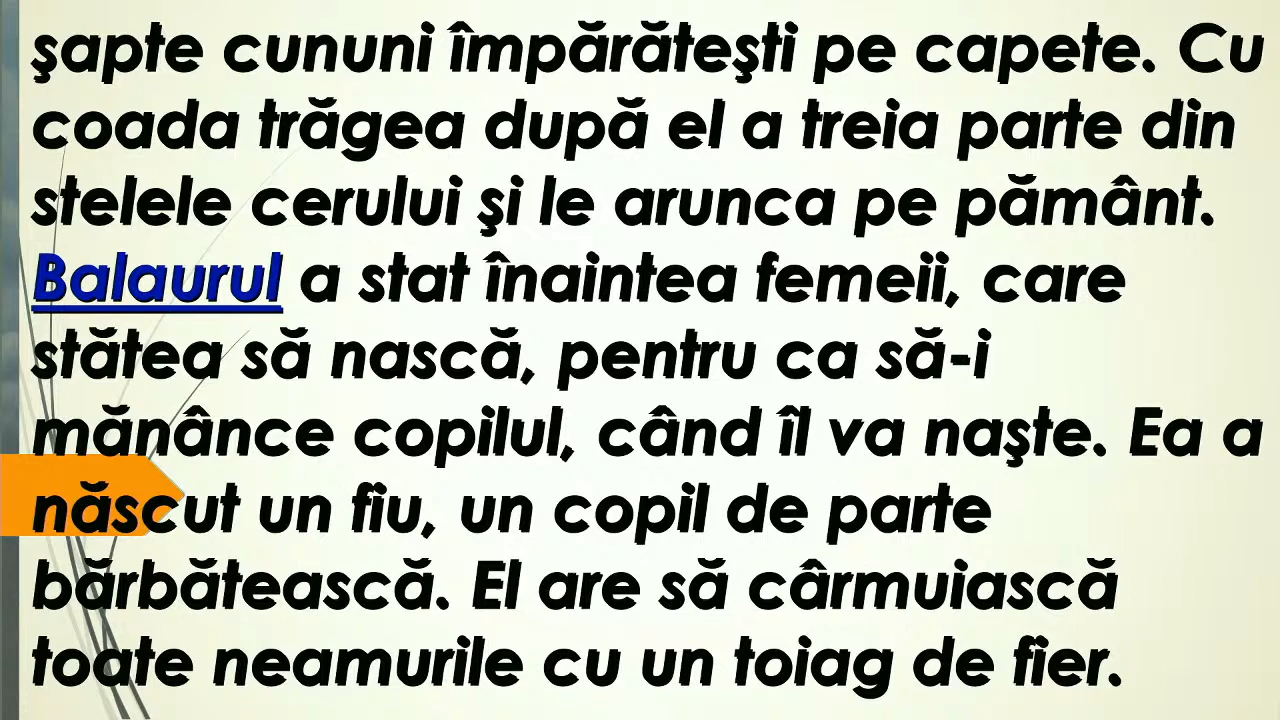 şapte cununi împărăteşti pe capete. Cu
coada trăgea după el a treia parte din
stelele cerului şi le arunca pe pământ.
Balaurul a stat înaintea femeii, care
stătea să nască, pentru ca să-i
mănânce copilul, când îl va naşte. Ea a
născut un fiu, un copil de parte
bărbătească. El are să cârmuiască
toate neamurile cu un toiag de fier.